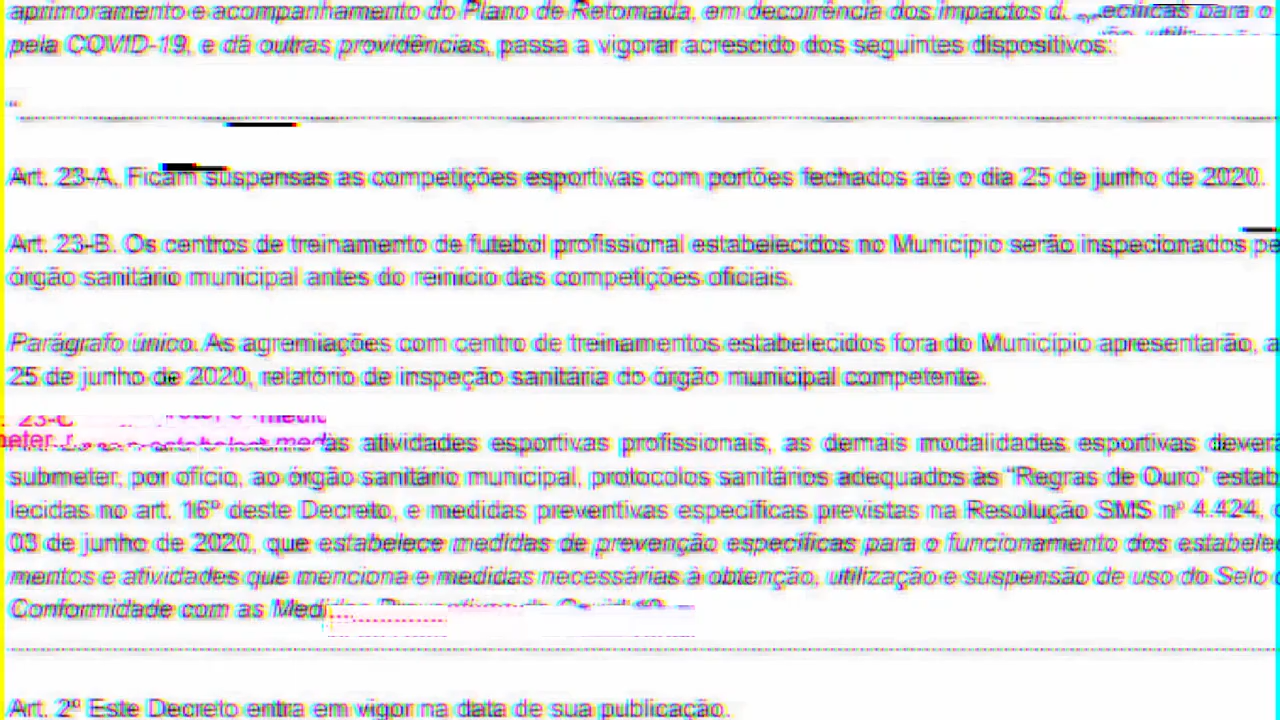 aprimoramento e acompanhamento do Plano de Retomada, em decorrência dos impactos
pela COVID-19, e dá outras providências, passa a vigorar acrescido dos seguintes dispositivos:
“
Art. 23-A. Ficam suspensas as competições esportivas com portões fechados até o dia 25 de junho de 2020.
Art. 23-B. Os centros de treinamento de futebol profissional estabelecidos no Município serão inspecionados
órgão sanitário municipal antes do reinício das competições oficiais.
Parágrafo único. As agremiações com centro de treinamentos estabelecidos fora do Município apresentarão,
25 de junho de 2020, relatório de inspeção sanitária do órgão municipal competente.
23-C
as atividades esportivas profissionais, as demais modalidades esportivas
submeter, por ofício, ao órgão sanitário municipal, protocolos sanitários adequados às “Regras de Ouro” estab
lecidas no art. 16º deste Decreto, e medidas preventivas específicas previstas na Resolução SMS nº 4.424,
03 de junho de 2020, que estabelece medidas de prevenção específicas para o funcionamento dos estabele
mentos e atividades que menciona e medidas necessárias à obtenção, utilização e suspensão de uso do Selo
Conformidade com as
Art. 2º Este Decreto entra em vigor na data de sua publicação.